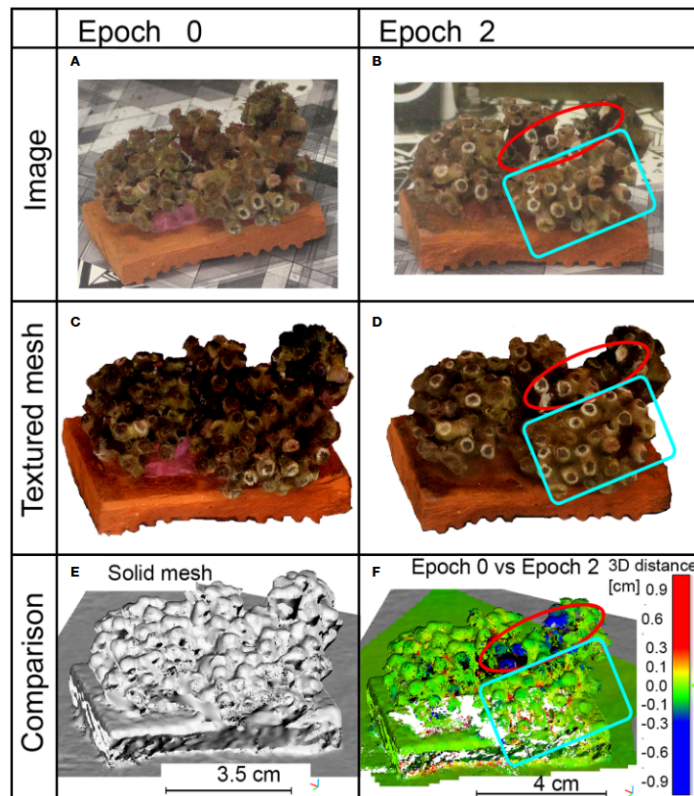 Epoch 0
Epoch 2
Image
A
B
Textured mesh
C
D
Comparison
E
Solid mesh
3.5 cm
F
Epoch 0 vs Epoch 2
3D distance
[cm]
0.9
0.6
0.3
0.1
0.0
-0.1
-0.3
-0.6
-0.9
4 cm